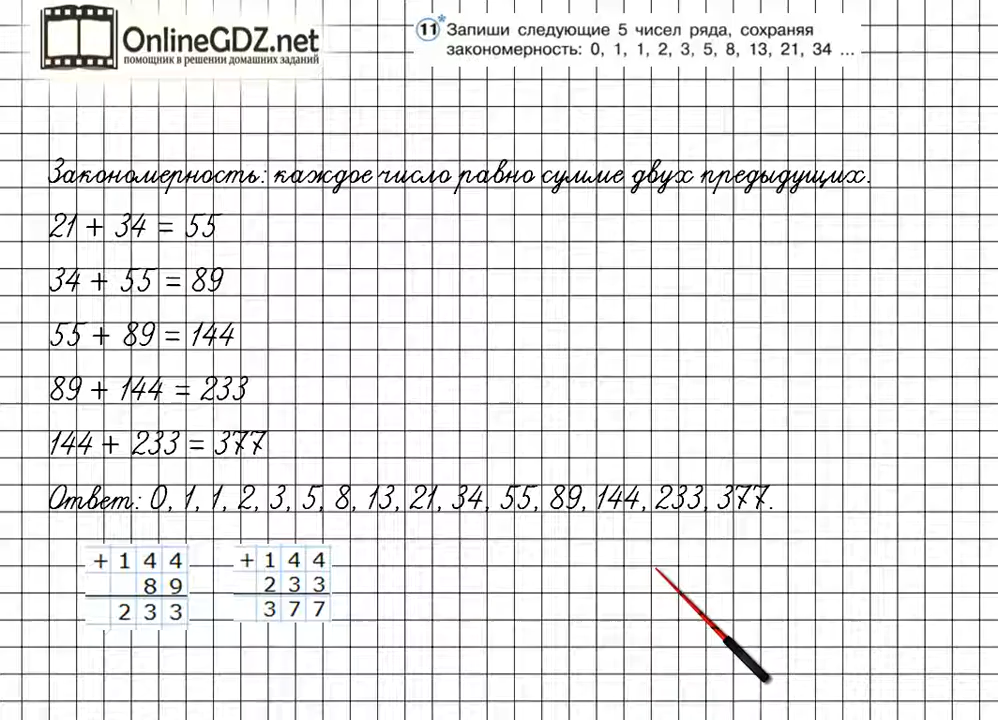 OnlineGDZ.net
помощник в решении домашних заданий
11* Запиши следующие 5 чисел ряда, сохраняя
закономерность: 0, 1, 1, 2, 3, 5, 8, 13, 21, 34 ...
Закономерность: каждое число равно сумме двух предыдущих.
21 + 34 = 55
34 + 55 = 89
55 + 89 = 144
89 + 144 = 233
144 + 233 = 377
Ответ: 0, 1, 1, 2, 3, 5, 8, 13, 21, 34, 55, 89, 144, 233, 377.
+ 1 4 4
8 9
2 3 3
+ 1 4 4
2 3 3
3 7 7